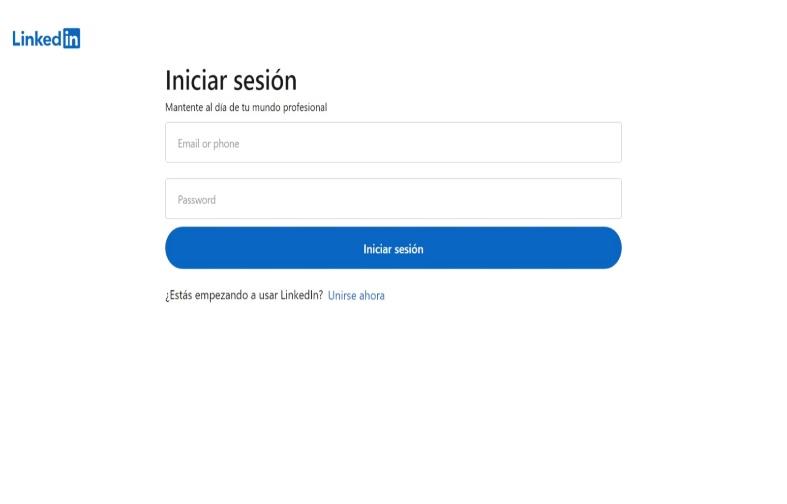 LinkedIn
Iniciar sesión
Mantente al día de tu mundo profesional
Email or phone
Password
Iniciar sesión
¿Estás empezando a usar LinkedIn? Unirse ahora